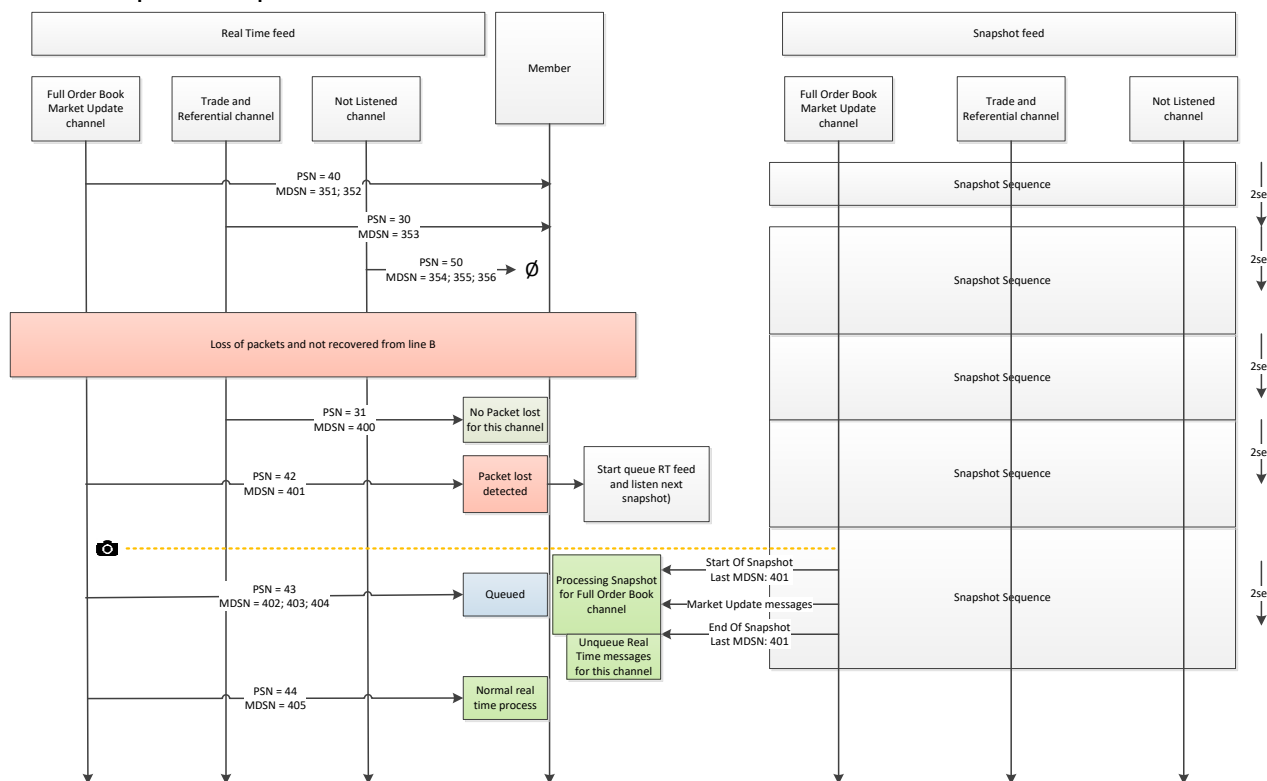 Real Time feed
Member
Snapshot feed
Full Order Book
Market Update
channel
Trade and
Referential channel
Not Listened
channel
Full Order Book
Market Update
channel
Trade and
Referential channel
Not Listened
channel
PSN = 40
MDSN = 351; 352
Snapshot Sequence
2se
PSN = 30
MDSN = 353
PSN = 50
MDSN = 354; 355; 356
Ø
Snapshot Sequence
2se
Loss of packets and not recovered from line B
Snapshot Sequence
2se
PSN = 31
MDSN = 400
No Packet lost
for this channel
PSN = 42
MDSN = 401
Packet lost
detected
Start queue RT feed
and listen next
snapshot)
Snapshot Sequence
2se
Start Of Snapshot
Last MDSN: 401
PSN = 43
MDSN = 402; 403; 404
Queued
Processing Snapshot
for Full Order Book
channel
Market Update messages
Snapshot Sequence
2se
End Of Snapshot
Last MDSN: 401
Unqueue Real
Time messages
for this channel
PSN = 44
MDSN = 405
Normal real
time process